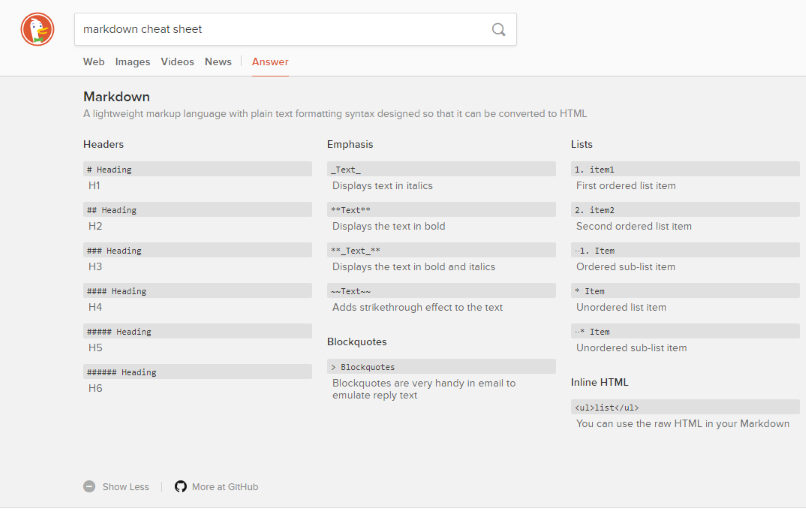 markdown cheat sheet
Web Images Videos News Answer
Markdown
A lightweight markup language with plain text formatting syntax designed so that it can be converted to HTML
Headers
# Heading
H1
## Heading
H2
### Heading
H3
#### Heading
H4
##### Heading
H5
###### Heading
H6
Emphasis
_Text_
Displays text in italics
**Text**
Displays the text in bold
**_Text_**
Displays the text in bold and italics
~~Text~~
Adds strikethrough effect to the text
Blockquotes
> Blockquotes
Blockquotes are very handy in email to
emulate reply text
Lists
1. item1
First ordered list item
2. item2
Second ordered list item
⋅⋅1. Item
Ordered sub-list item
* Item
Unordered list item
⋅⋅* Item
Unordered sub-list item
Inline HTML
<ul>list</ul>
You can use the raw HTML in your Markdown
Show Less More at GitHub